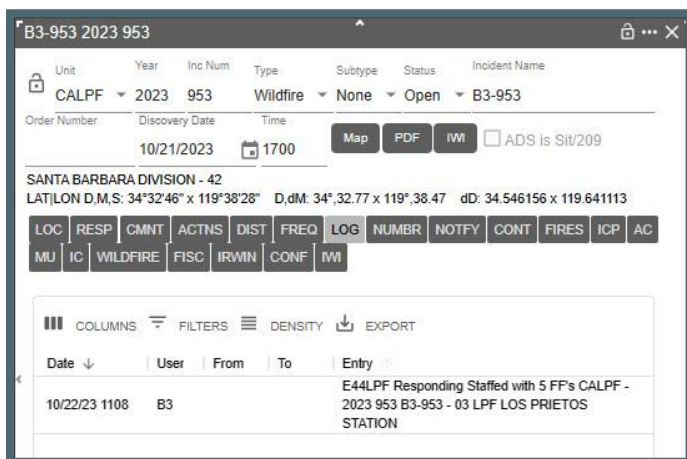 B3-953 2023 953
Unit Year Inc Num Type Subtype Status Incident Name
CALPF 2023 953 Wildfire None Open B3-953
Order Number Discovery Date Time
10/21/2023 1700 Map PDF IWI ADS is Sit/209
SANTA BARBARA DIVISION - 42
LAT|LON D,M,S: 34°32'46" x 119°38'28" D,dM: 34°,32.77 x 119°,38.47 dD: 34.546156 x 119.641113
LOC RESP CMNT ACTNS DIST FREQ LOG NUMBR NOTFY CONT FIRES ICP AC
MU IC WILDFIRE FISC IRWIN CONF IWI
COLUMNS FILTERS DENSITY EXPORT
Date User From To Entry
E44LPF Responding Staffed with 5 FF's CALPF -
10/22/23 1108 B3 2023 953 B3-953 - 03 LPF LOS PRIETOS
STATION